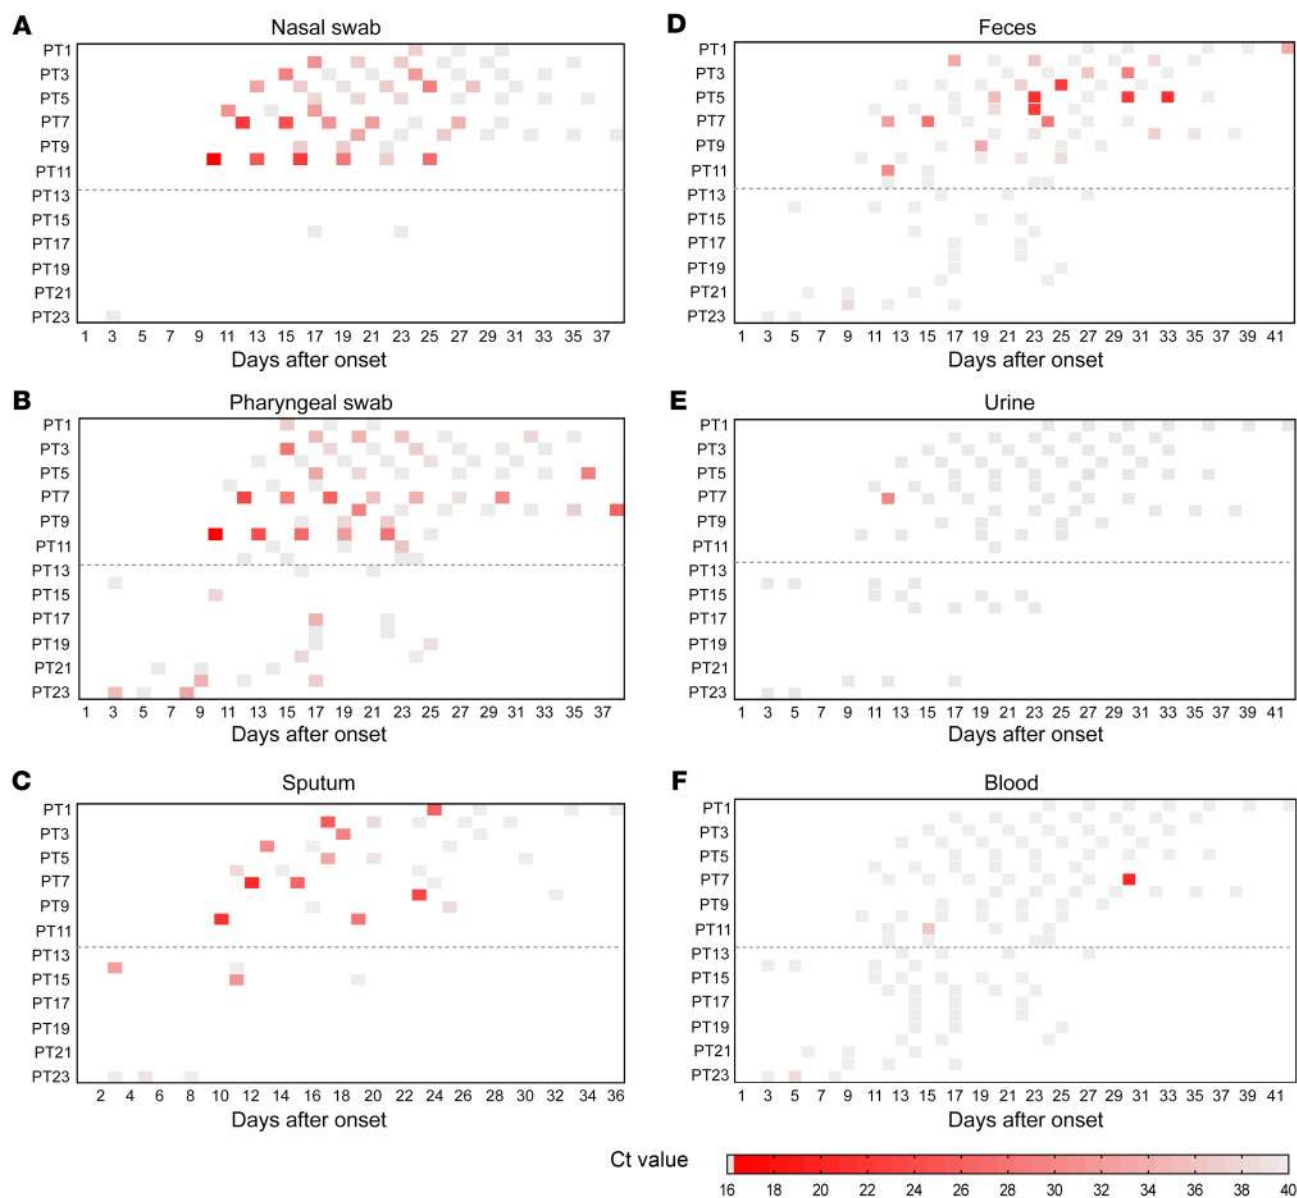 A
Nasal swab
PT1
PT3
PT5
PT7
PT9
PT11
PT13
PT15
PT17
PT19
PT21
PT23
1 3 5 7 9 11 13 15 17 19 21 23 25 27 29 31 33 35 37
Days after onset
B
Pharyngeal swab
PT1
PT3
PT5
PT7
PT9
PT11
PT13
PT15
PT17
PT19
PT21
PT23
1 3 5 7 9 11 13 15 17 19 21 23 25 27 29 31 33 35 37
Days after onset
C
Sputum
PT1
PT3
PT5
PT7
PT9
PT11
PT13
PT15
PT17
PT19
PT21
PT23
2 4 6 8 10 12 14 16 18 20 22 24 26 28 30 32 34 36
Days after onset
D
Feces
PT1
PT3
PT5
PT7
PT9
PT11
PT13
PT15
PT17
PT19
PT21
PT23
1 3 5 7 9 11 13 15 17 19 21 23 25 27 29 31 33 35 37 39 41
Days after onset
E
Urine
PT1
PT3
PT5
PT7
PT9
PT11
PT13
PT15
PT17
PT19
PT21
PT23
1 3 5 7 9 11 13 15 17 19 21 23 25 27 29 31 33 35 37 39 41
Days after onset
F
Blood
PT1
PT3
PT5
PT7
PT9
PT11
PT13
PT15
PT17
PT19
PT21
PT23
1 3 5 7 9 11 13 15 17 19 21 23 25 27 29 31 33 35 37 39 41
Days after onset
Ct value
16 18 20 22 24 26 28 30 32 34 36 38 40